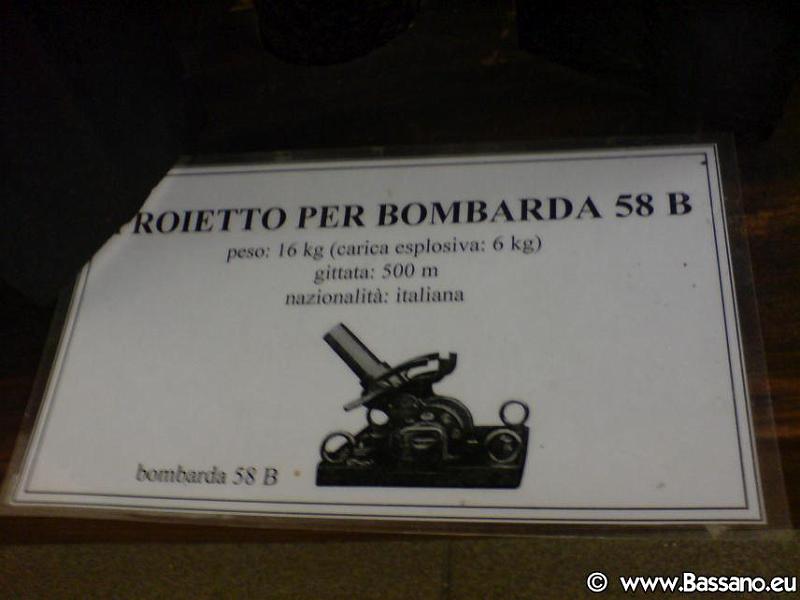 ROIETTO PER BOMBARDA 58 B
peso: 16 kg (carica esplosiva: 6 kg)
gittata: 500 m
nazionalità: italiana
bombarda 58 B
© www.Bassano.eu